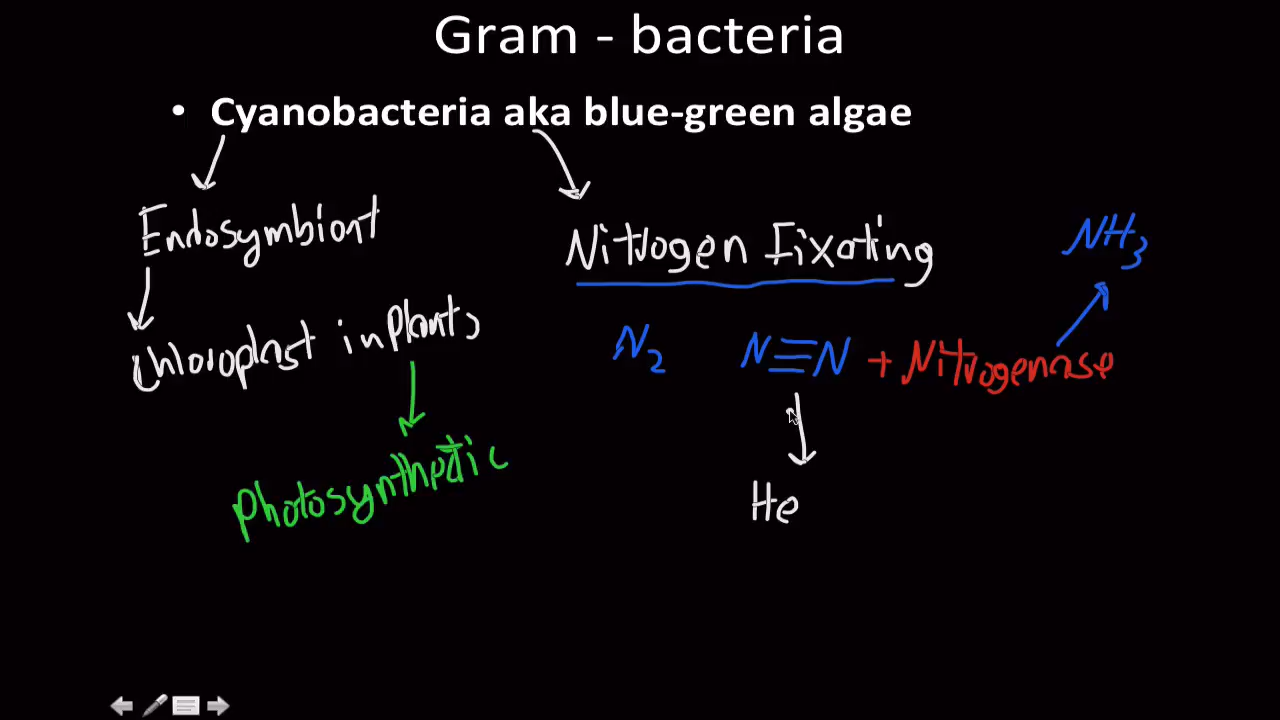 Gram - bacteria
• Cyanobacteria aka blue-green algae
Endosymbiont
Chloroplast in plants
Photosynthetic
Nitrogen Fixating
NH3
N2 N≡N + Nitrogenase
He